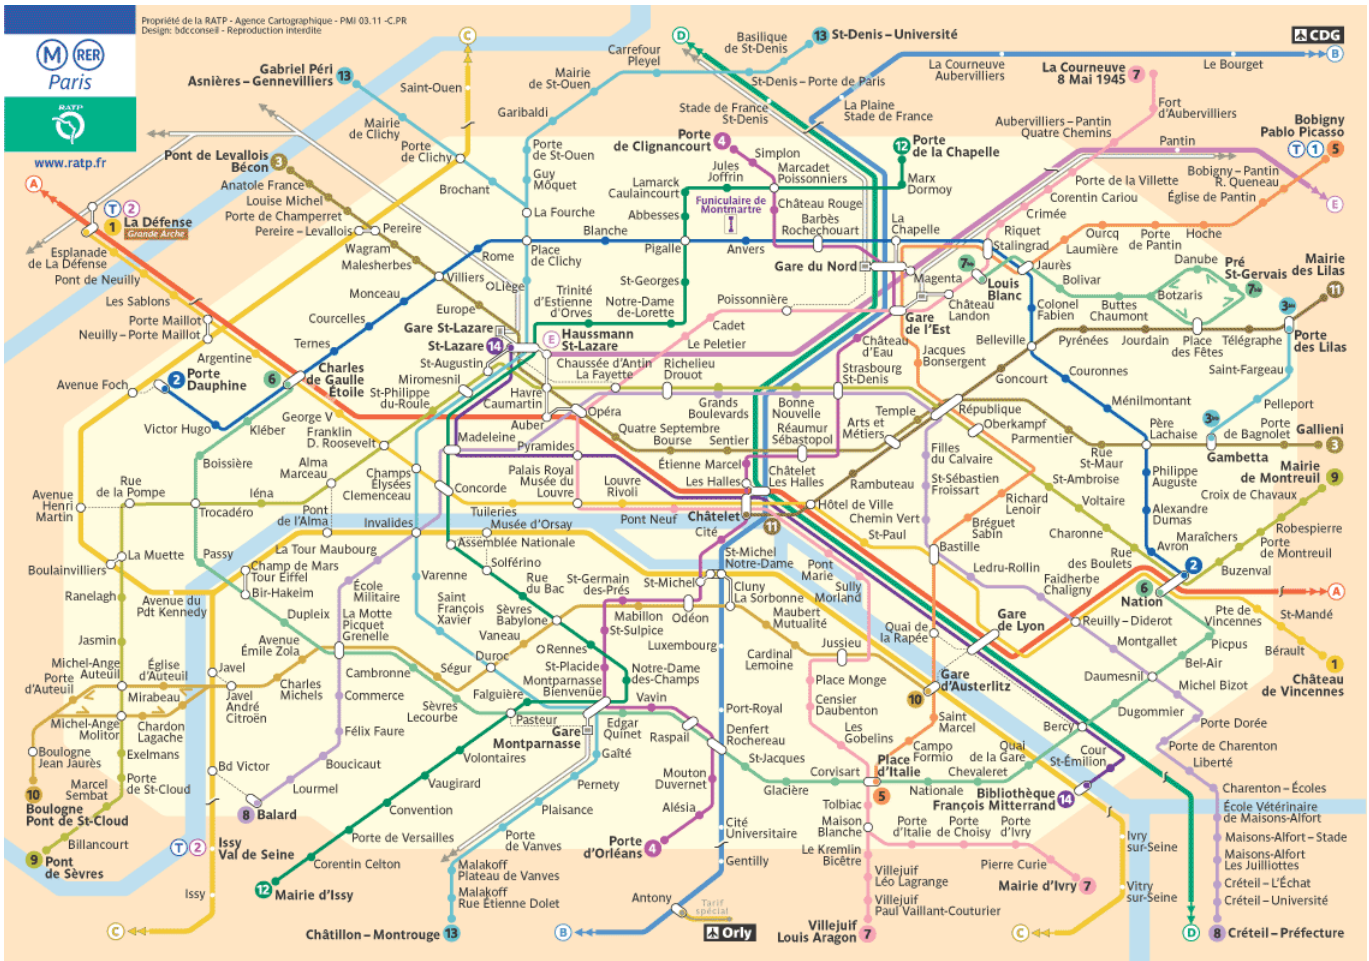 Propriété de la RATP - Agence Cartographique - PMI 03.11 -C.PR
Design: bdcconseil - Reproduction interdite
M RER
Paris
RATP
www.ratp.fr
C
D
Basilique
de St-Denis
13 St-Denis – Université
CDG
B
Carrefour
Pleyel
Gabriel Péri
Asnières – Gennevilliers 13
Saint-Ouen
Mairie
de St-Ouen
St-Denis – Porte de Paris
La Courneuve
Aubervilliers
La Courneuve
8 Mai 1945 7
Le Bourget
Garibaldi
Stade de France
St-Denis
La Plaine
Stade de France
Fort
d'Aubervilliers
Mairie
de Clichy
Aubervilliers – Pantin
Quatre Chemins
Bobigny
Pablo Picasso
T 1 5
Pantin
Pont de Levallois
Bécon 3
Porte
de Clichy
Porte
de St-Ouen
Porte
de Clignancourt 4
Simplon
12 Porte
de la Chapelle
Bobigny – Pantin
R. Queneau
A
Anatole France
Louise Michel
Porte de Champerret
Pereire – Levallois
Pereire
Brochant
Guy
Môquet
Jules
Joffrin
Marcadet
Poissonniers
Marx
Dormoy
Porte de la Villette
Corentin Cariou
Église de Pantin
E
Lamarck
Caulaincourt
T 2
1 La Défense
Grande Arche
La Fourche
Abbesses
Funiculaire de
Montmartre
Château Rouge
Barbès
Rochechouart
La
Chapelle
Crimée
Riquet
Stalingrad
Ourcq
Laumière
Porte
de Pantin
Hoche
Esplanade
de La Défense
Wagram
Malesherbes
Rome
Place
de Clichy
Blanche
Pigalle
Anvers
Pont de Neuilly
Villiers
Liège
St-Georges
Gare du Nord
Magenta
7bis Louis
Blanc
Jaurès
Bolivar
Danube
Pré
St-Gervais
7bis
Mairie
des Lilas
11
Les Sablons
Monceau
Europe
Trinité
d'Estienne
d'Orves
Notre-Dame
de-Lorette
Poissonnière
Château
Landon
Colonel
Fabien
Buttes
Chaumont
Botzaris
3bis
Porte Maillot
Neuilly – Porte Maillot
Courcelles
Gare St-Lazare
St-Lazare 14
E Haussmann
St-Lazare
Cadet
Le Peletier
Gare
de l'Est
Belleville
Pyrénées
Jourdain
Place
des Fêtes
Télégraphe
Porte
des Lilas
Argentine
Ternes
St-Augustin
Chaussée d'Antin
La Fayette
Richelieu
Drouot
Château
d'Eau
Jacques
Bonsergent
Saint-Fargeau
Avenue Foch
2 Porte
Dauphine
6 Charles
de Gaulle
Étoile
Miromesnil
St-Philippe
du-Roule
Havre
Caumartin
Strasbourg
St-Denis
Goncourt
Couronnes
Pelleport
Victor Hugo
Kléber
George V
Franklin
D. Roosevelt
Auber
Opéra
Grands
Boulevards
Bonne
Nouvelle
Temple
République
Oberkampf
Parmentier
Ménilmontant
Père
Lachaise
3bis
Porte
de Bagnolet
Gallieni
3
Madeleine
Pyramides
Quatre Septembre
Bourse
Sentier
Réaumur
Sébastopol
Arts et
Métiers
Filles
du Calvaire
Rue
St-Maur
Gambetta
Boissière
Alma
Marceau
Champs
Élysées
Clemenceau
Palais Royal
Musée du
Louvre
Étienne Marcel
Louvre
Rivoli
Les Halles
Châtelet
Les Halles
Rambuteau
St-Sébastien
Froissart
St-Ambroise
Philippe
Auguste
Mairie
de Montreuil
9
Croix de Chavaux
Avenue
Henri
Martin
Rue
de la Pompe
Iéna
Trocadéro
Pont
de l'Alma
Concorde
Tuileries
Pont Neuf
Châtelet
11
Hôtel de Ville
Richard
Lenoir
Voltaire
Alexandre
Dumas
Robespierre
Invalides
Musée d'Orsay
Assemblée Nationale
Cité
Chemin Vert
St-Paul
Bréguet
Sabin
Charonne
Avron
Maraîchers
Porte
de Montreuil
La Muette
Passy
La Tour Maubourg
Champ de Mars
Tour Eiffel
Bir-Hakeim
Solférino
St-Michel
Notre-Dame
Bastille
Rue
des Boulets
2
Buzenval
Boulainvilliers
École
Militaire
Varenne
Rue
du Bac
St-Germain
des-Prés
St-Michel
Cluny
La Sorbonne
Pont
Marie
Sully
Morland
Ledru-Rollin
Faidherbe
Chaligny
6
Nation
A
St-Mandé
Ranelagh
Avenue du
Pdt Kennedy
Dupleix
La Motte
Picquet
Grenelle
Saint
François
Xavier
Sèvres
Babylone
Mabillon
St-Sulpice
Odéon
Maubert
Mutualité
Quai de
la Rapée
Gare
de Lyon
Reuilly – Diderot
Montgallet
Pte de
Vincennes
Picpus
Jasmin
Avenue
Émile Zola
Vaneau
Rennes
Luxembourg
Cardinal
Lemoine
Jussieu
Bel-Air
Bérault
1
Château
de Vincennes
Michel-Ange
Auteuil
Porte
d'Auteuil
Église
d'Auteuil
Mirabeau
Javel
Javel
André
Citroën
Charles
Michels
Cambronne
Ségur
Duroc
St-Placide
Montparnasse
Bienvenüe
Notre-Dame
des-Champs
Place Monge
Gare
d'Austerlitz
10
Daumesnil
Michel Bizot
Michel-Ange
Molitor
Chardon
Lagache
Commerce
Sèvres
Lecourbe
Falguière
Pasteur
Vavin
Port-Royal
Censier
Daubenton
Saint
Marcel
Dugommier
Porte Dorée
Exelmans
Félix Faure
Gare
Montparnasse
Edgar
Quinet
Raspail
Denfert
Rochereau
Les
Gobelins
Bercy
Boulogne
Jean Jaurès
Bd Victor
Volontaires
Gaîté
St-Jacques
Place
d'Italie
Campo
Formio
Quai
de la Gare
Cour
St-Émilion
Porte de Charenton
Liberté
10
Boulogne
Pont de St-Cloud
Marcel
Sembat
Porte
de St-Cloud
Boucicaut
Lourmel
Vaugirard
Pernety
Mouton
Duvernet
Glacière
Corvisart
5
Nationale
Chevaleret
Bibliothèque
François Mitterrand 14
Charenton – Écoles
8 Balard
Convention
Plaisance
Alésia
Tolbiac
École Vétérinaire
de Maisons-Alfort
Billancourt
Porte de Versailles
Porte
de Vanves
Porte
d'Orléans 4
Cité
Universitaire
Maison
Blanche
Porte
d'Italie
Porte
de Choisy
Porte
d'Ivry
Ivry
sur-Seine
Maisons-Alfort – Stade
T 2
Issy
Val de Seine
9 Pont
de Sèvres
Corentin Celton
Malakoff
Plateau de Vanves
Gentilly
Le Kremlin
Bicêtre
Pierre Curie
Maisons-Alfort
Les Juilliottes
12 Mairie d'Issy
Malakoff
Rue Étienne Dolet
Villejuif
Léo Lagrange
Mairie d'Ivry 7
Vitry
sur-Seine
Créteil – L'Échat
Créteil – Université
Issy
Antony
Tarif
spécial
Villejuif
Paul Vaillant-Couturier
C
Châtillon – Montrouge 13
B
Orly
Villejuif
Louis Aragon 7
C
D
8 Créteil – Préfecture